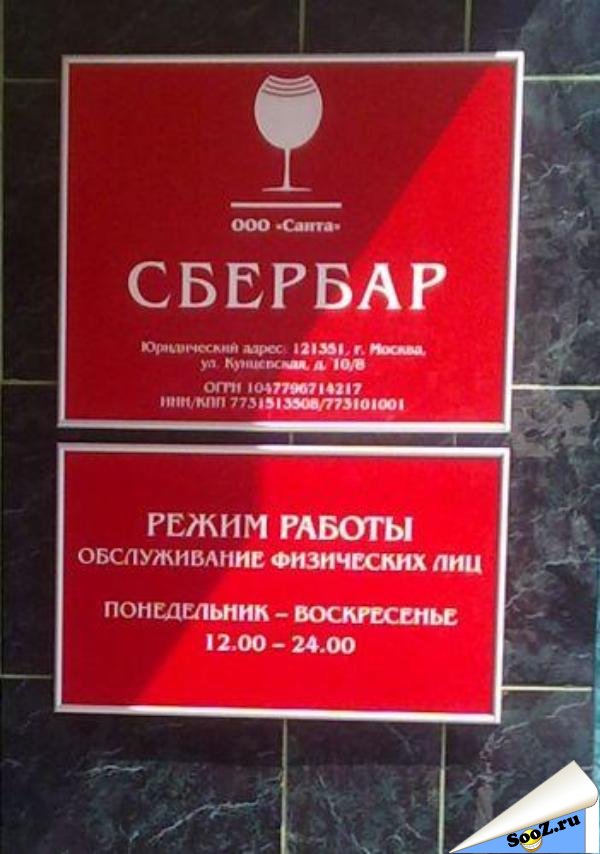 ООО «Санта»
СБЕРБАР
Юридический адрес: 121351, г. Москва,
ул. Кунцевская, д. 10/8
ОГРН 1047796714217
ИНН/КПП 7731513508/773101001
РЕЖИМ РАБОТЫ
ОБСЛУЖИВАНИЕ ФИЗИЧЕСКИХ ЛИЦ
ПОНЕДЕЛЬНИК – ВОСКРЕСЕНЬЕ
12.00 – 24.00
SooZ.ru